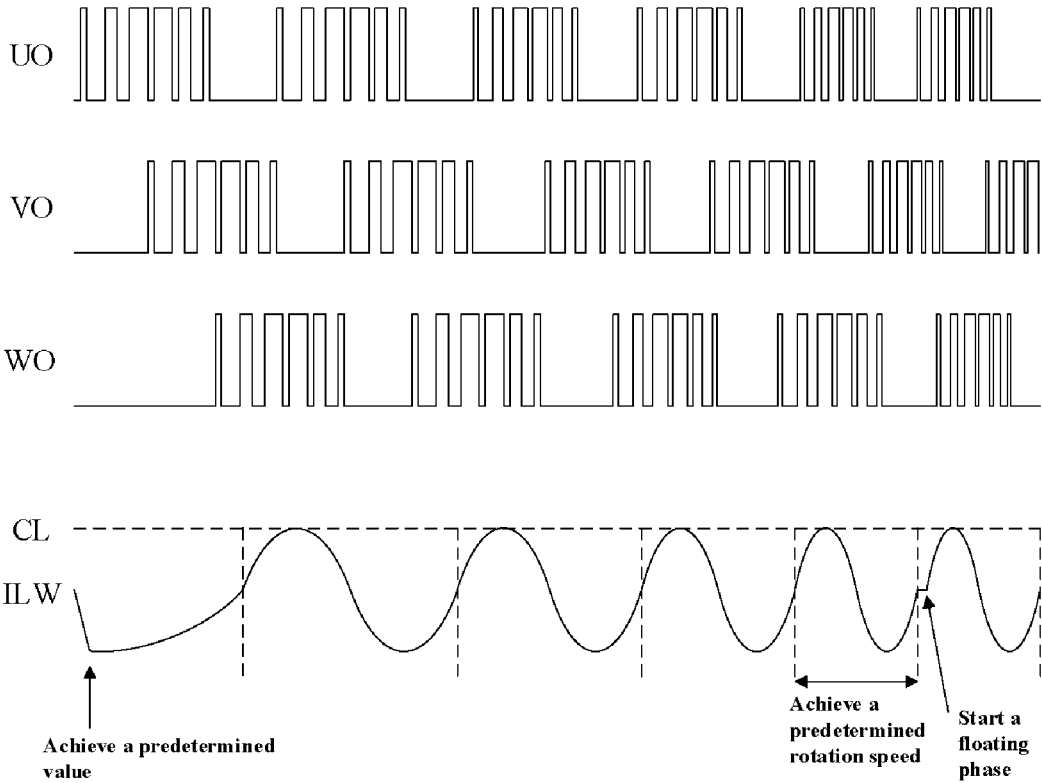 UO
VO
WO
CL
ILW
Achieve a predetermined
value
Achieve a
predetermined
rotation speed
Start a
floating
phase